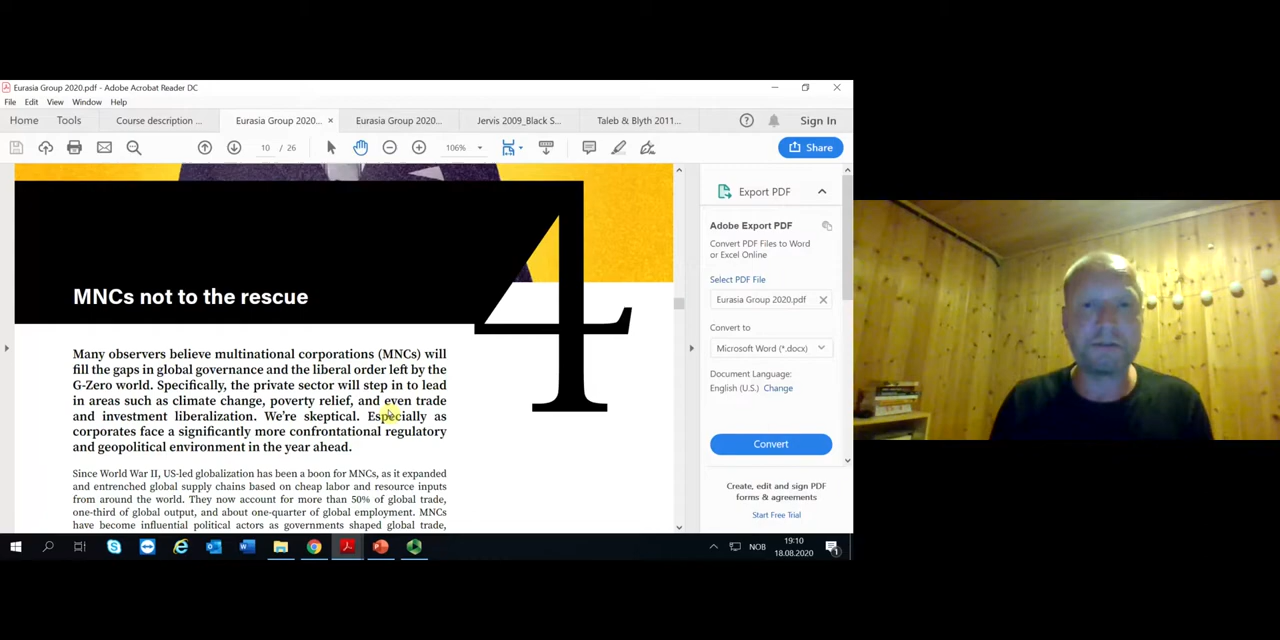 Eurasia Group 2020.pdf - Adobe Acrobat Reader DC
File Edit View Window Help
Home Tools Course description ... Eurasia Group 2020... × Eurasia Group 2020... Jervis 2009_Black S... Taleb & Blyth 2011... Sign In
10 / 26 106% Share
MNCs not to the rescue
4
Many observers believe multinational corporations (MNCs) will
fill the gaps in global governance and the liberal order left by the
G-Zero world. Specifically, the private sector will step in to lead
in areas such as climate change, poverty relief, and even trade
and investment liberalization. We're skeptical. Especially as
corporates face a significantly more confrontational regulatory
and geopolitical environment in the year ahead.
Since World War II, US-led globalization has been a boon for MNCs, as it expanded
and entrenched global supply chains based on cheap labor and resource inputs
from around the world. They now account for more than 50% of global trade,
one-third of global output, and about one-quarter of global employment. MNCs
have become influential political actors as governments shaped global trade,
Export PDF
Adobe Export PDF
Convert PDF Files to Word
or Excel Online
Select PDF File
Eurasia Group 2020.pdf
Convert to
Microsoft Word (*.docx)
Document Language:
English (U.S.) Change
Convert
Create, edit and sign PDF
forms & agreements
Start Free Trial
NOB
19:10
18.08.2020